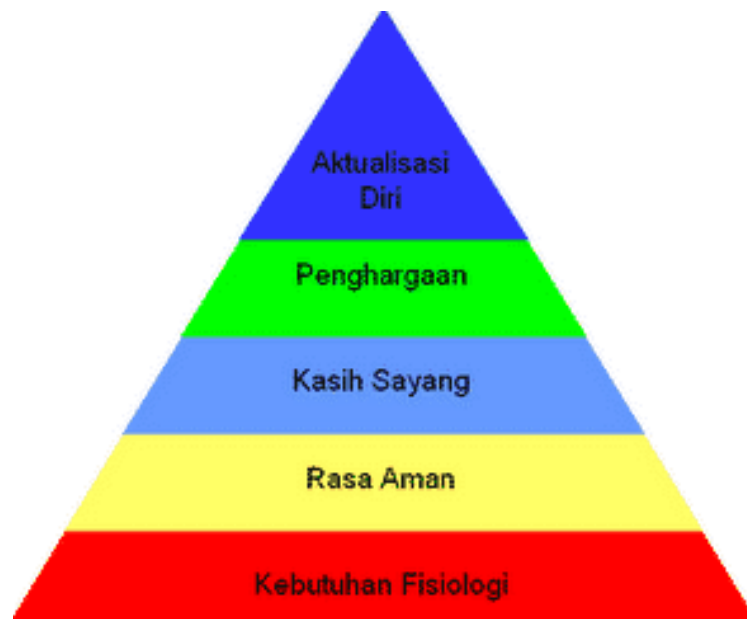 Aktualisasi
Diri
Penghargaan
Kasih Sayang
Rasa Aman
Kebutuhan Fisiologi